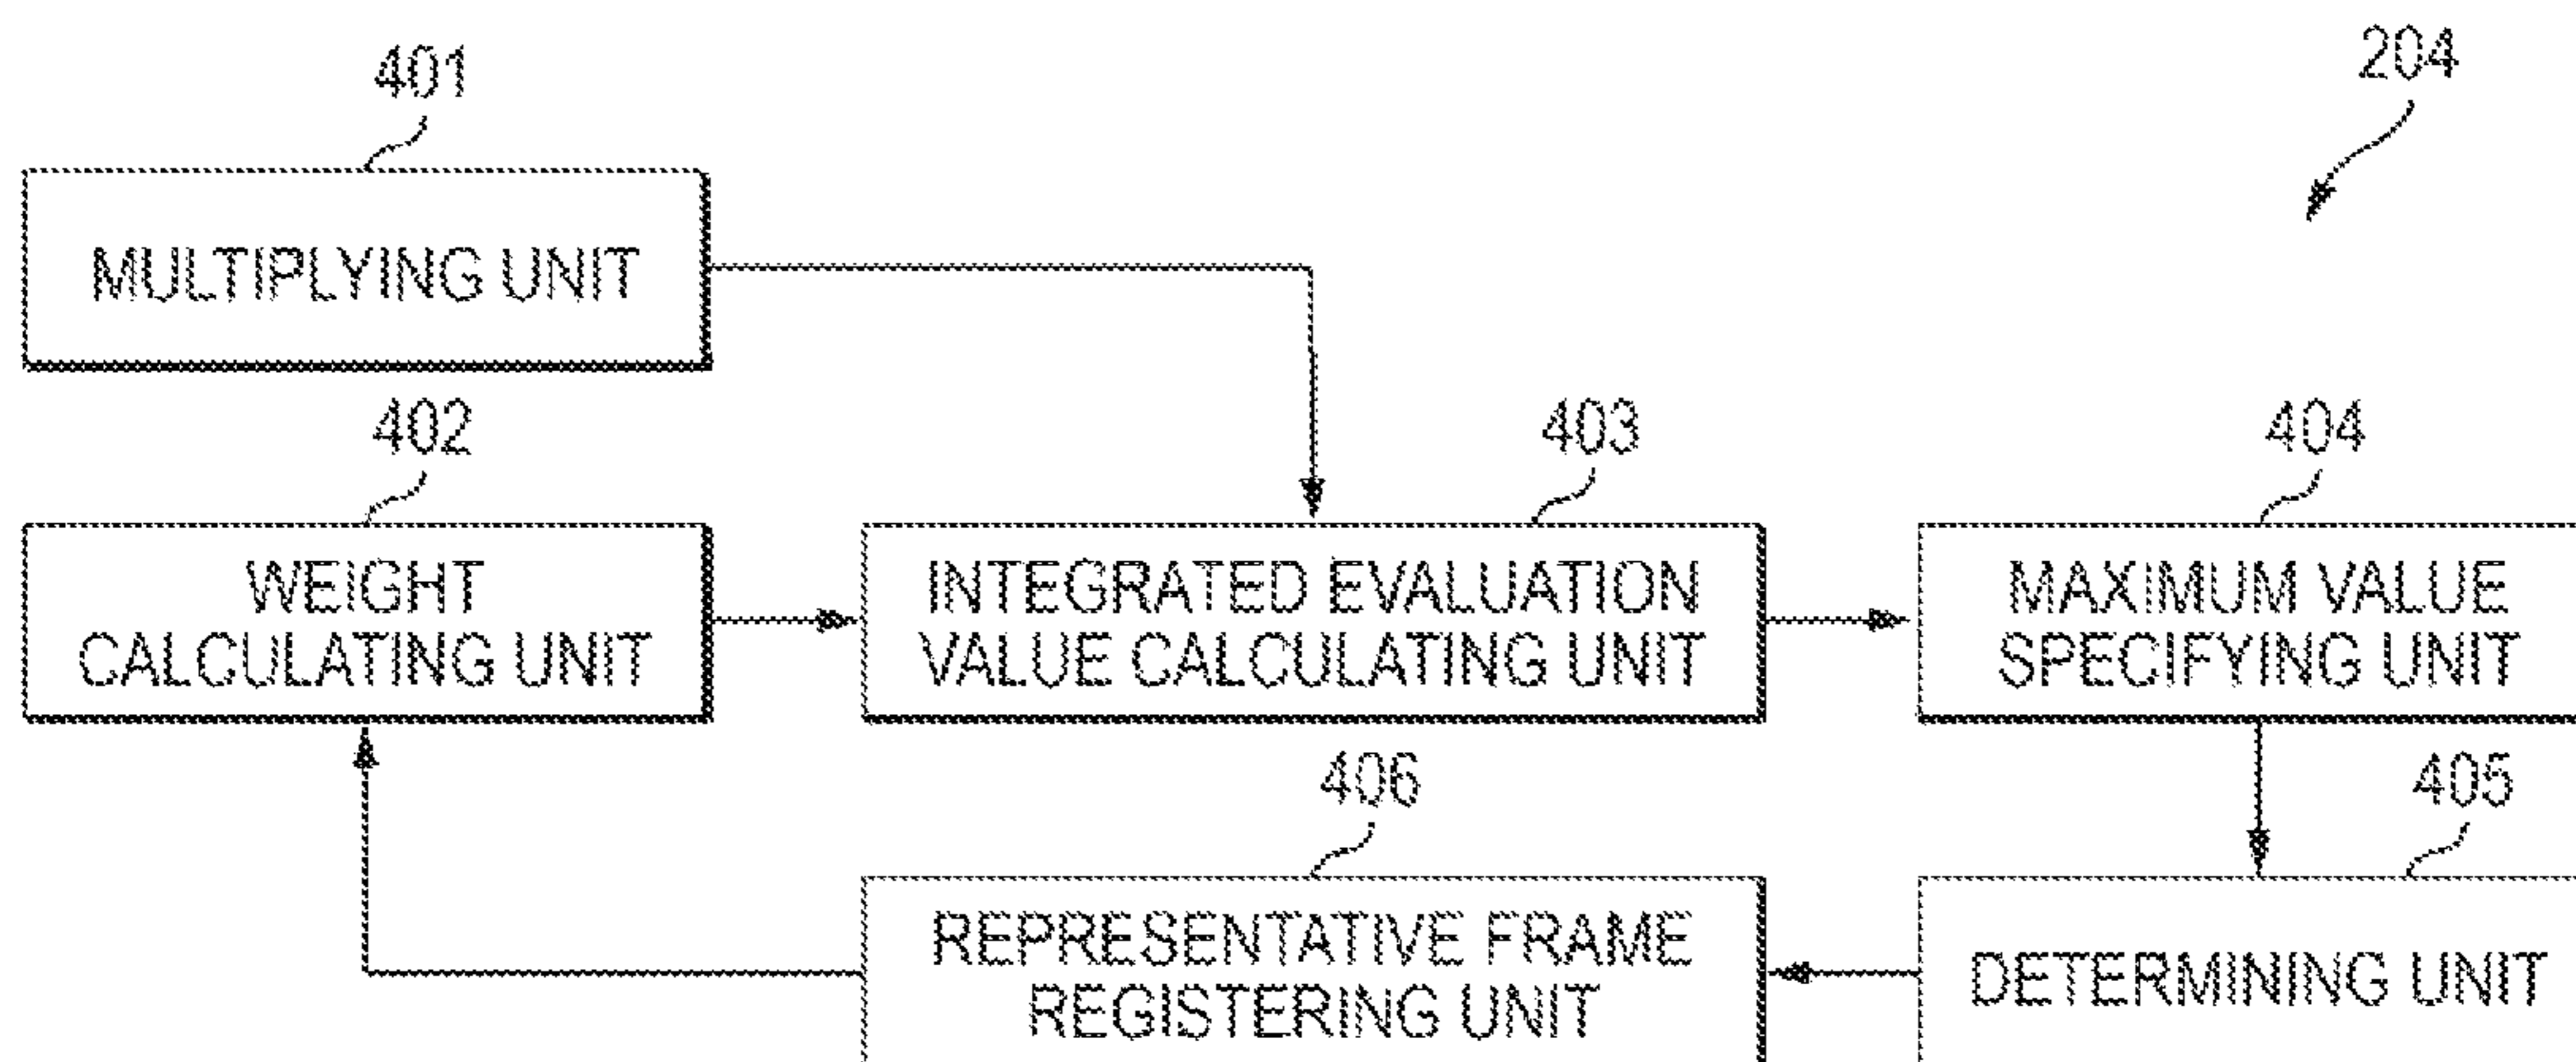 204
401
MULTIPLYING UNIT
402
403
404
WEIGHT
CALCULATING UNIT
INTEGRATED EVALUATION
VALUE CALCULATING UNIT
MAXIMUM VALUE
SPECIFYING UNIT
406
405
REPRESENTATIVE FRAME
REGISTERING UNIT
DETERMINING UNIT